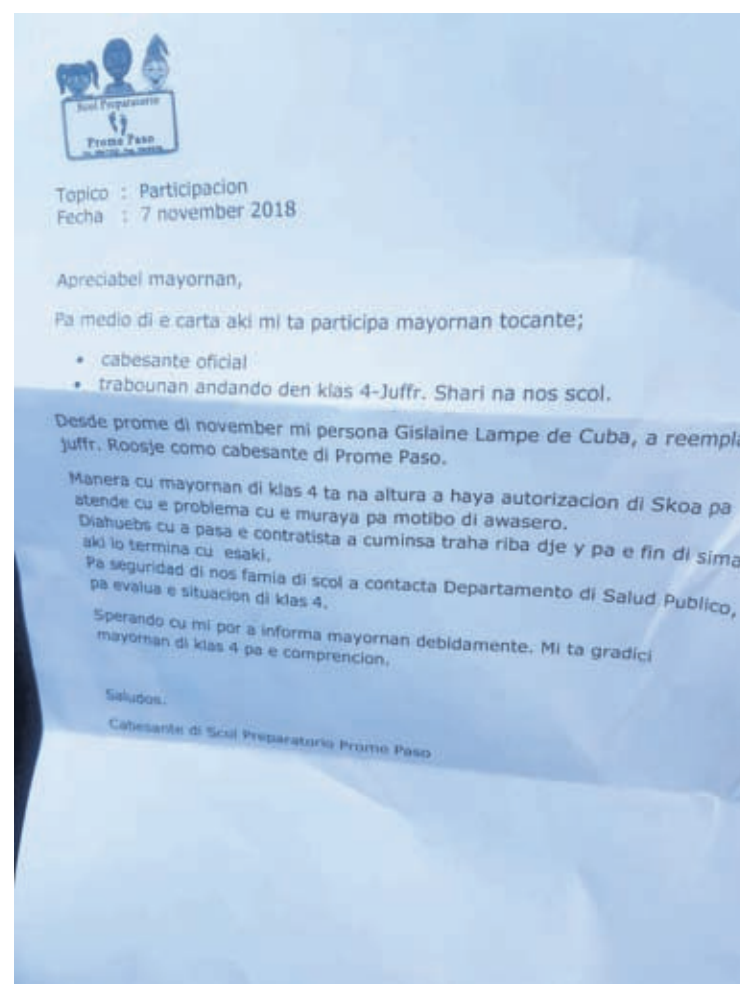 Scol Preparatorio
Prome Paso
Topico : Participacion
Fecha : 7 november 2018
Apreciabel mayornan,
Pa medio di e carta aki mi ta participa mayornan tocante;
• cabesante oficial
• trabounan andando den klas 4-Juffr. Shari na nos scol.
Desde prome di november mi persona Gislaine Lampe de Cuba, a reempla
juffr. Roosje como cabesante di Prome Paso.
Manera cu mayornan di klas 4 ta na altura a haya autorizacion di Skoa pa
atende cu e problema cu e muraya pa motibo di awasero.
Diahuebs cu a pasa e contratista a cuminsa traha riba dje y pa e fin di sima
aki lo termina cu esaki.
Pa seguridad di nos famia di scol a contacta Departamento di Salud Publico,
pa evalua e situacion di klas 4.
Sperando cu mi por a informa mayornan debidamente. Mi ta gradici
mayornan di klas 4 pa e comprencion.
Saludos.
Cabesante di Scol Preparatorio Prome Paso